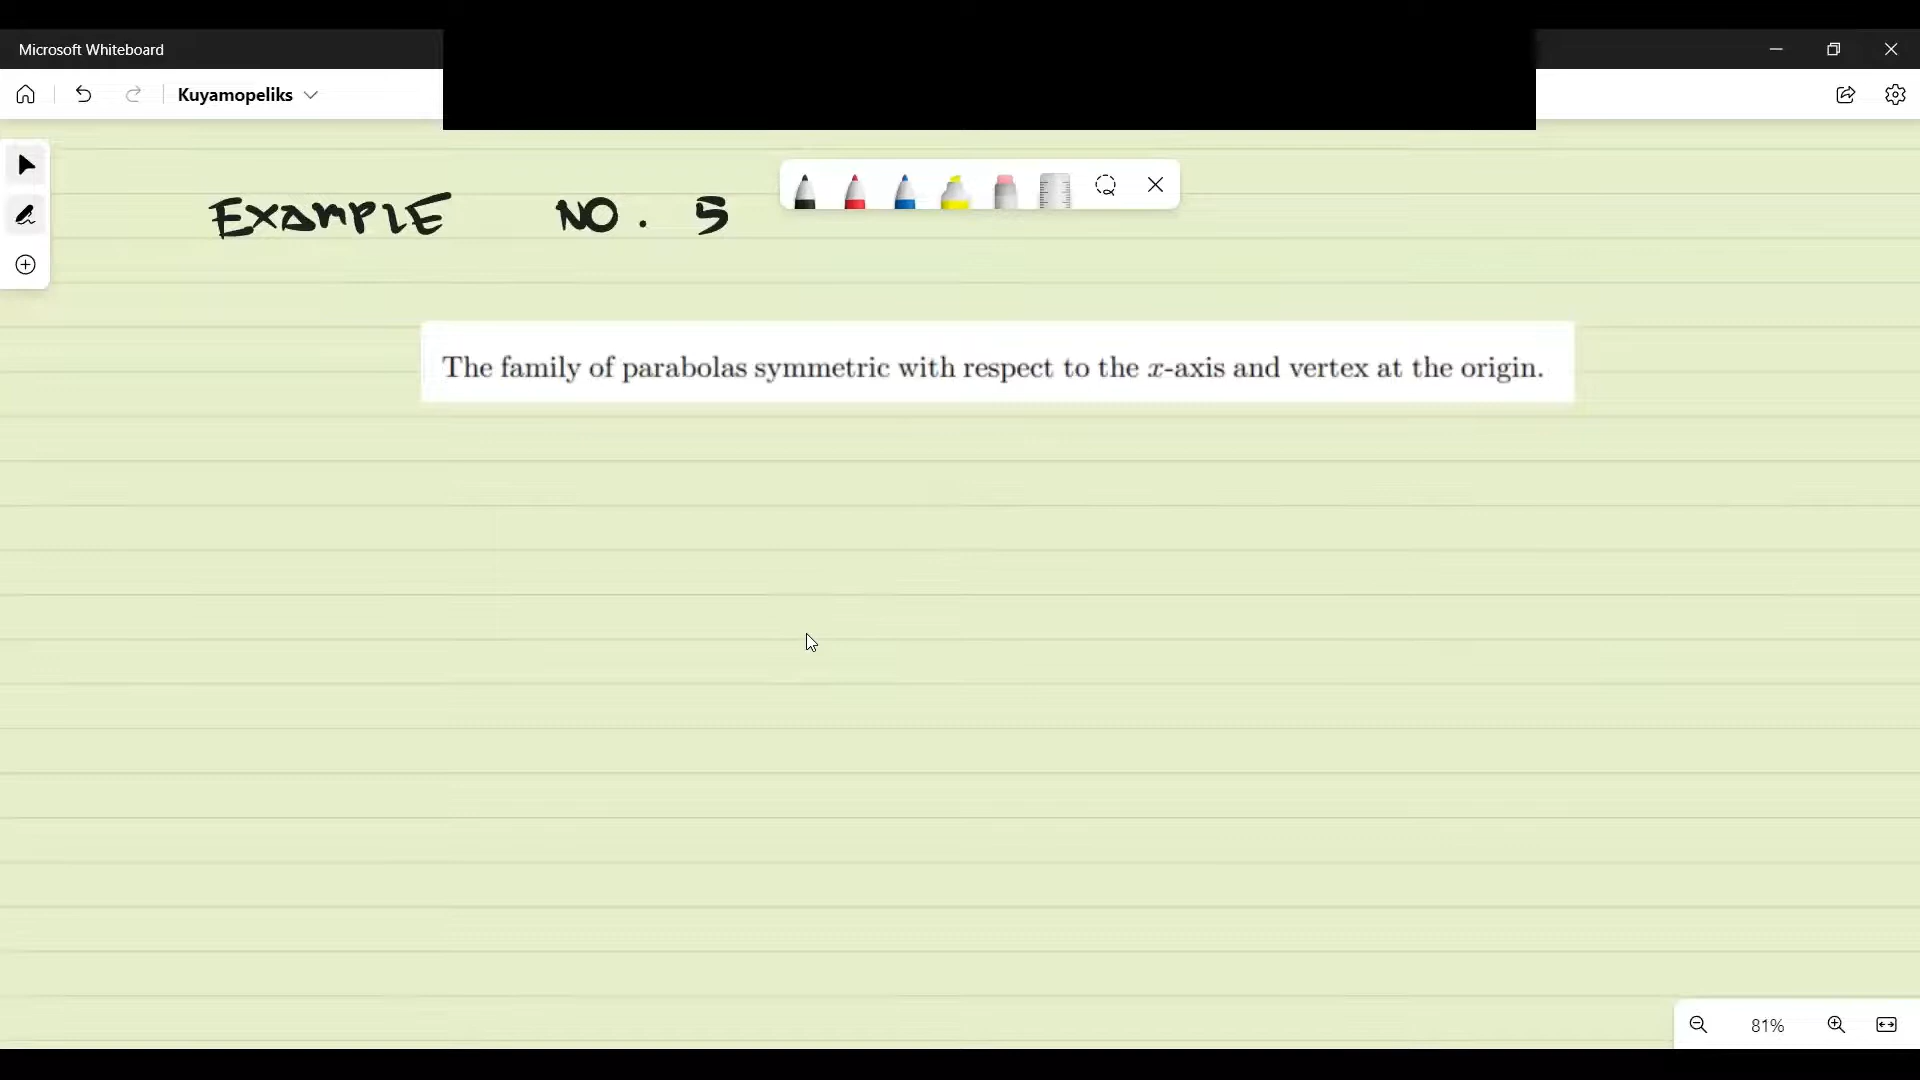 Microsoft Whiteboard
Kuyamopeliks
EXAMPLE NO. 5
The family of parabolas symmetric with respect to the x-axis and vertex at the origin.
81%